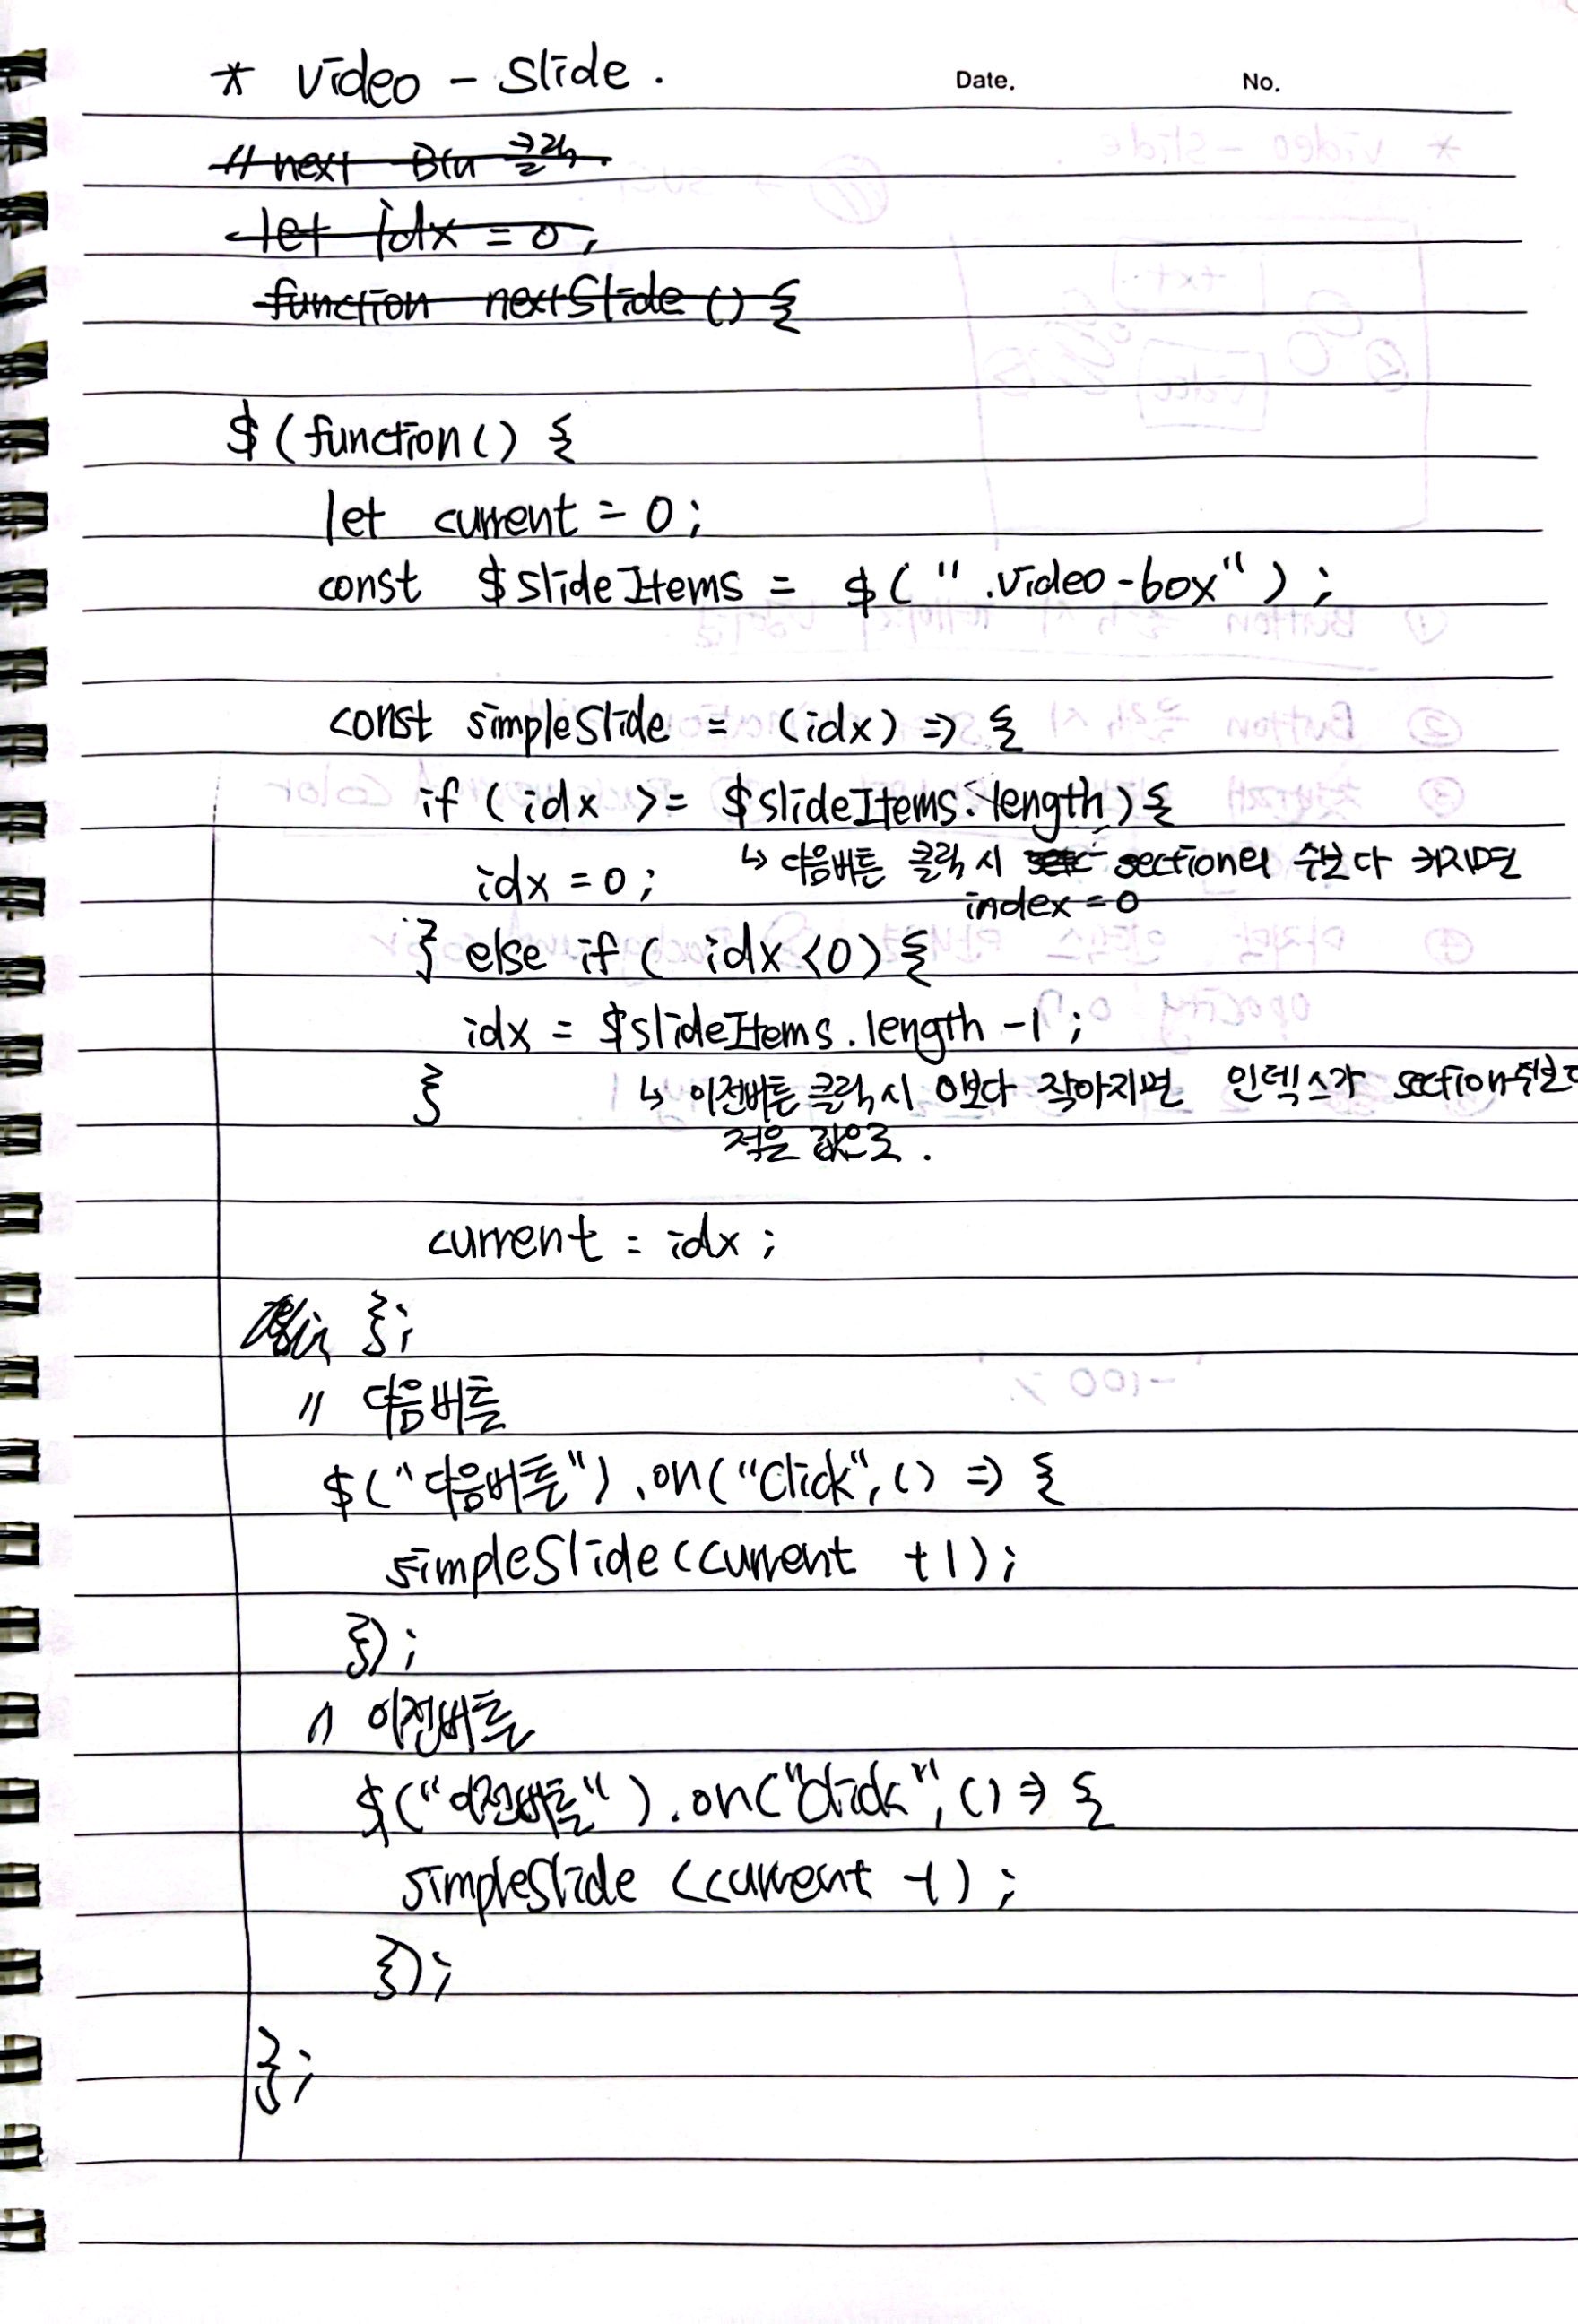 * video - slide.
Date. No.
// next Btn 클릭.
let idx = 0;
function nextSlide () {
$(function() {
let current = 0;
const $slideItems = $(".video-box");
const simpleSlide = (idx) => {
if (idx >= $slideItems.length) {
idx = 0; ↳ 다음버튼 클릭 시 section의 수보다 커지면
index = 0
} else if ( idx < 0) {
idx = $slideItems.length -1;
} ↳ 이전버튼 클릭 시 0보다 작아지면 인덱스가 section수보다
적은 값으로.
current = idx;
};
// 다음버튼
$("다음버튼").on("click", () => {
simpleSlide(current +1);
});
// 이전버튼
$("이전버튼").on("click", () => {
simpleSlide (current -1);
});
};